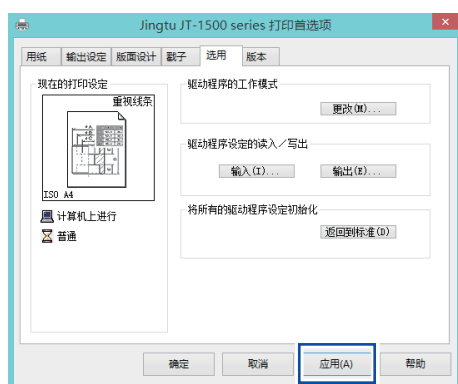 Jingtu JT-1500 series 打印首选项
用纸 输出设定 版面设计 戳子 选用 版本
现在的打印设定
重视线条
ISO A4
计算机上进行
普通
驱动程序的工作模式
更改(M)...
驱动程序设定的读入／写出
输入(I)... 输出(E)...
将所有的驱动程序设定初始化
返回到标准(D)
确定 取消 应用(A) 帮助